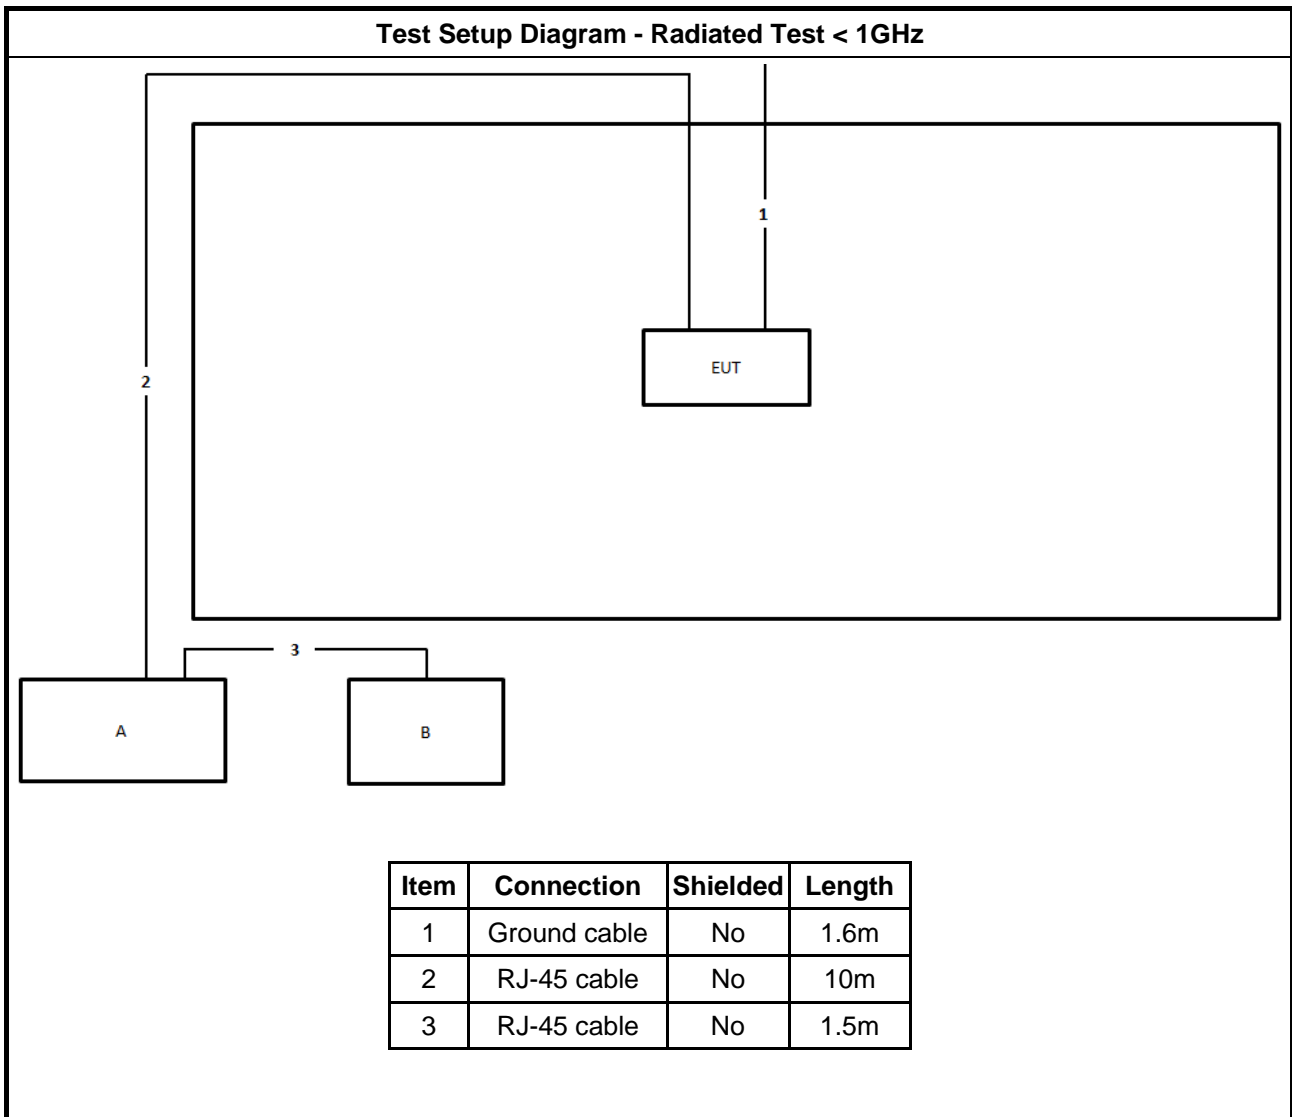 Test Setup Diagram - Radiated Test < 1GHz
1
EUT
2
3
A
B
Item Connection Shielded Length
1 Ground cable No 1.6m
2 RJ-45 cable No 10m
3 RJ-45 cable No 1.5m